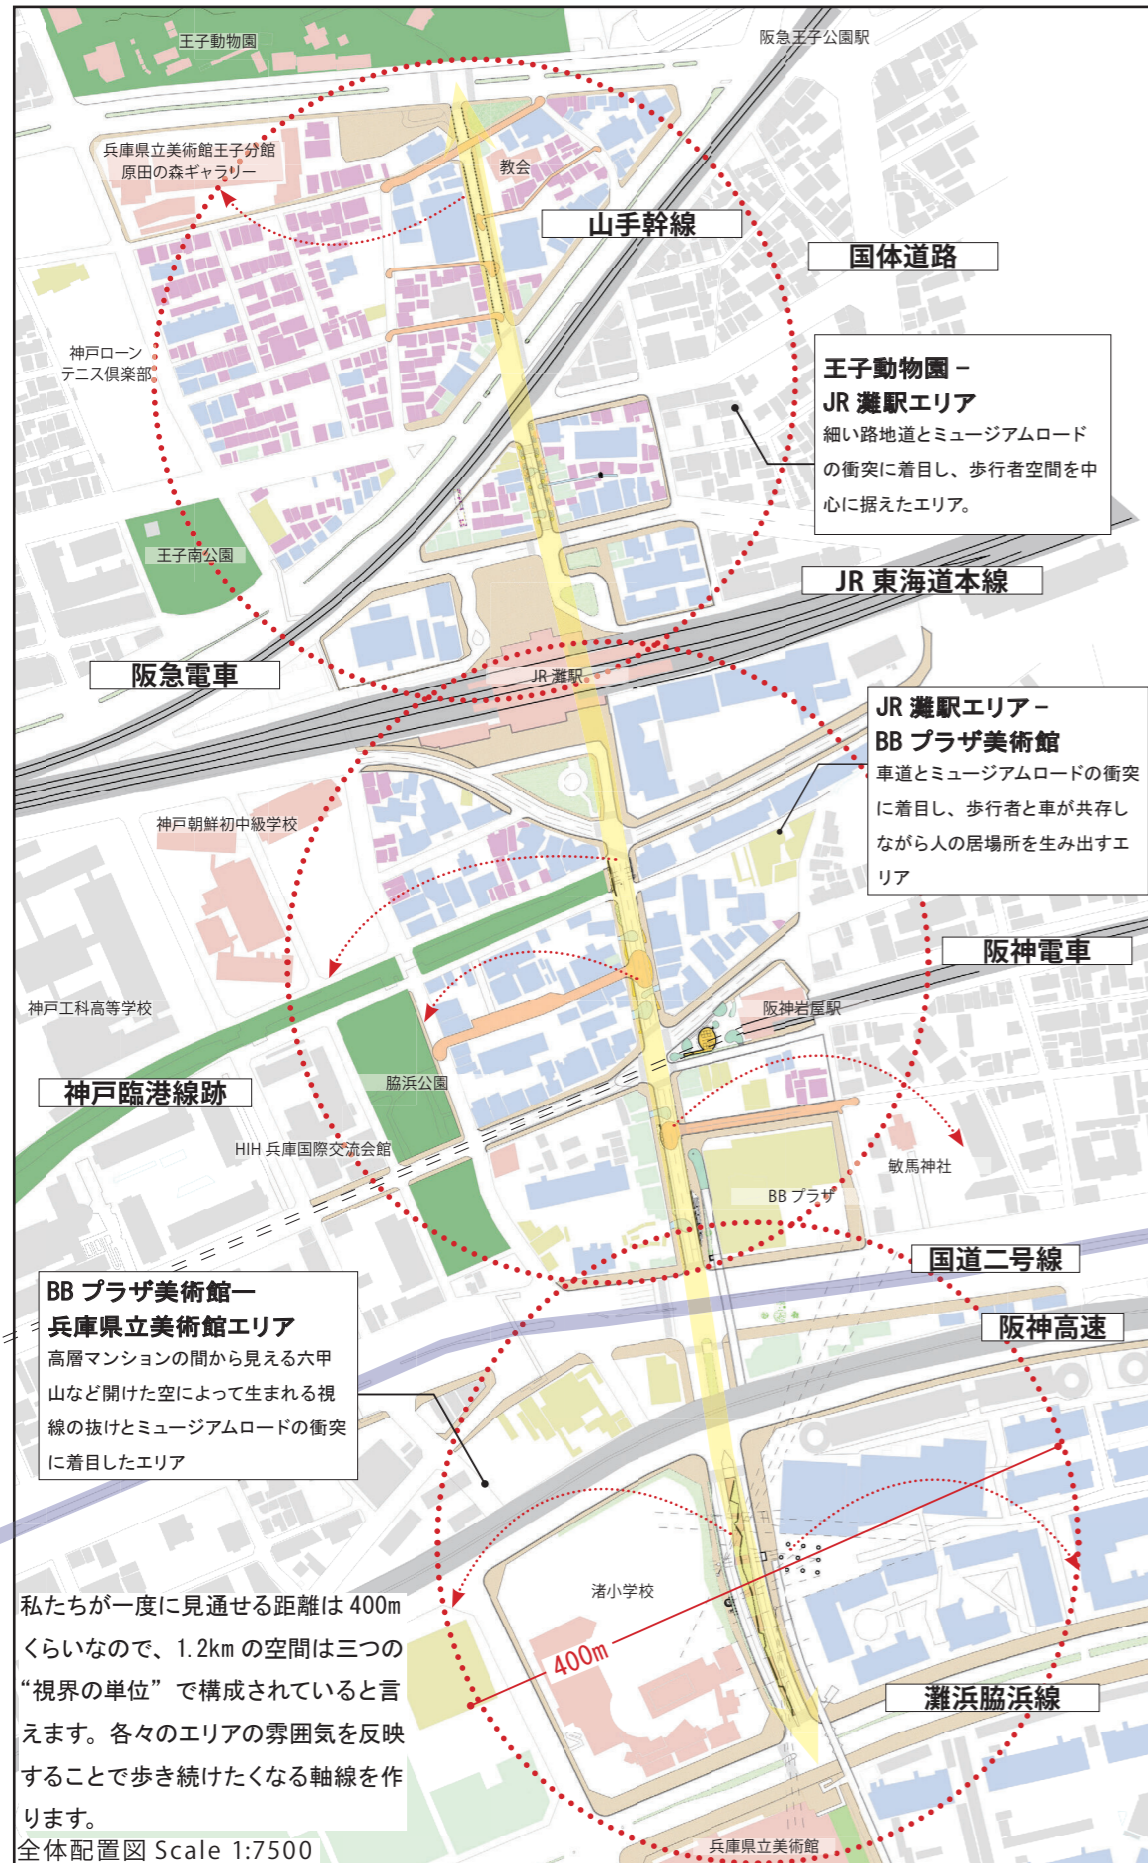 王子動物園
阪急王子公園駅
兵庫県立美術館王子分館
原田の森ギャラリー
教会
山手幹線
国体道路
神戸ローン
テニス倶楽部
王子動物園 –
JR 灘駅エリア
細い路地道とミュージアムロード
の衝突に着目し、歩行者空間を中
心に据えたエリア。
王子南公園
JR 東海道本線
阪急電車
JR 灘駅
JR 灘駅エリア –
BB プラザ美術館
車道とミュージアムロードの衝突
に着目し、歩行者と車が共存し
ながら人の居場所を生み出すエ
リア
神戸朝鮮初中級学校
阪神電車
神戸工科高等学校
阪神岩屋駅
神戸臨港線跡
脇浜公園
HIH 兵庫国際交流会館
敏馬神社
BB プラザ
国道二号線
BB プラザ美術館ー
兵庫県立美術館エリア
高層マンションの間から見える六甲
山など開けた空によって生まれる視
線の抜けとミュージアムロードの衝突
に着目したエリア
阪神高速
渚小学校
400m
私たちが一度に見通せる距離は 400m
くらいなので、1.2km の空間は三つの
“視界の単位” で構成されていると言
えます。各々のエリアの雰囲気を反映
することで歩き続けたくなる軸線を作
ります。
灘浜脇浜線
全体配置図 Scale 1:7500
兵庫県立美術館